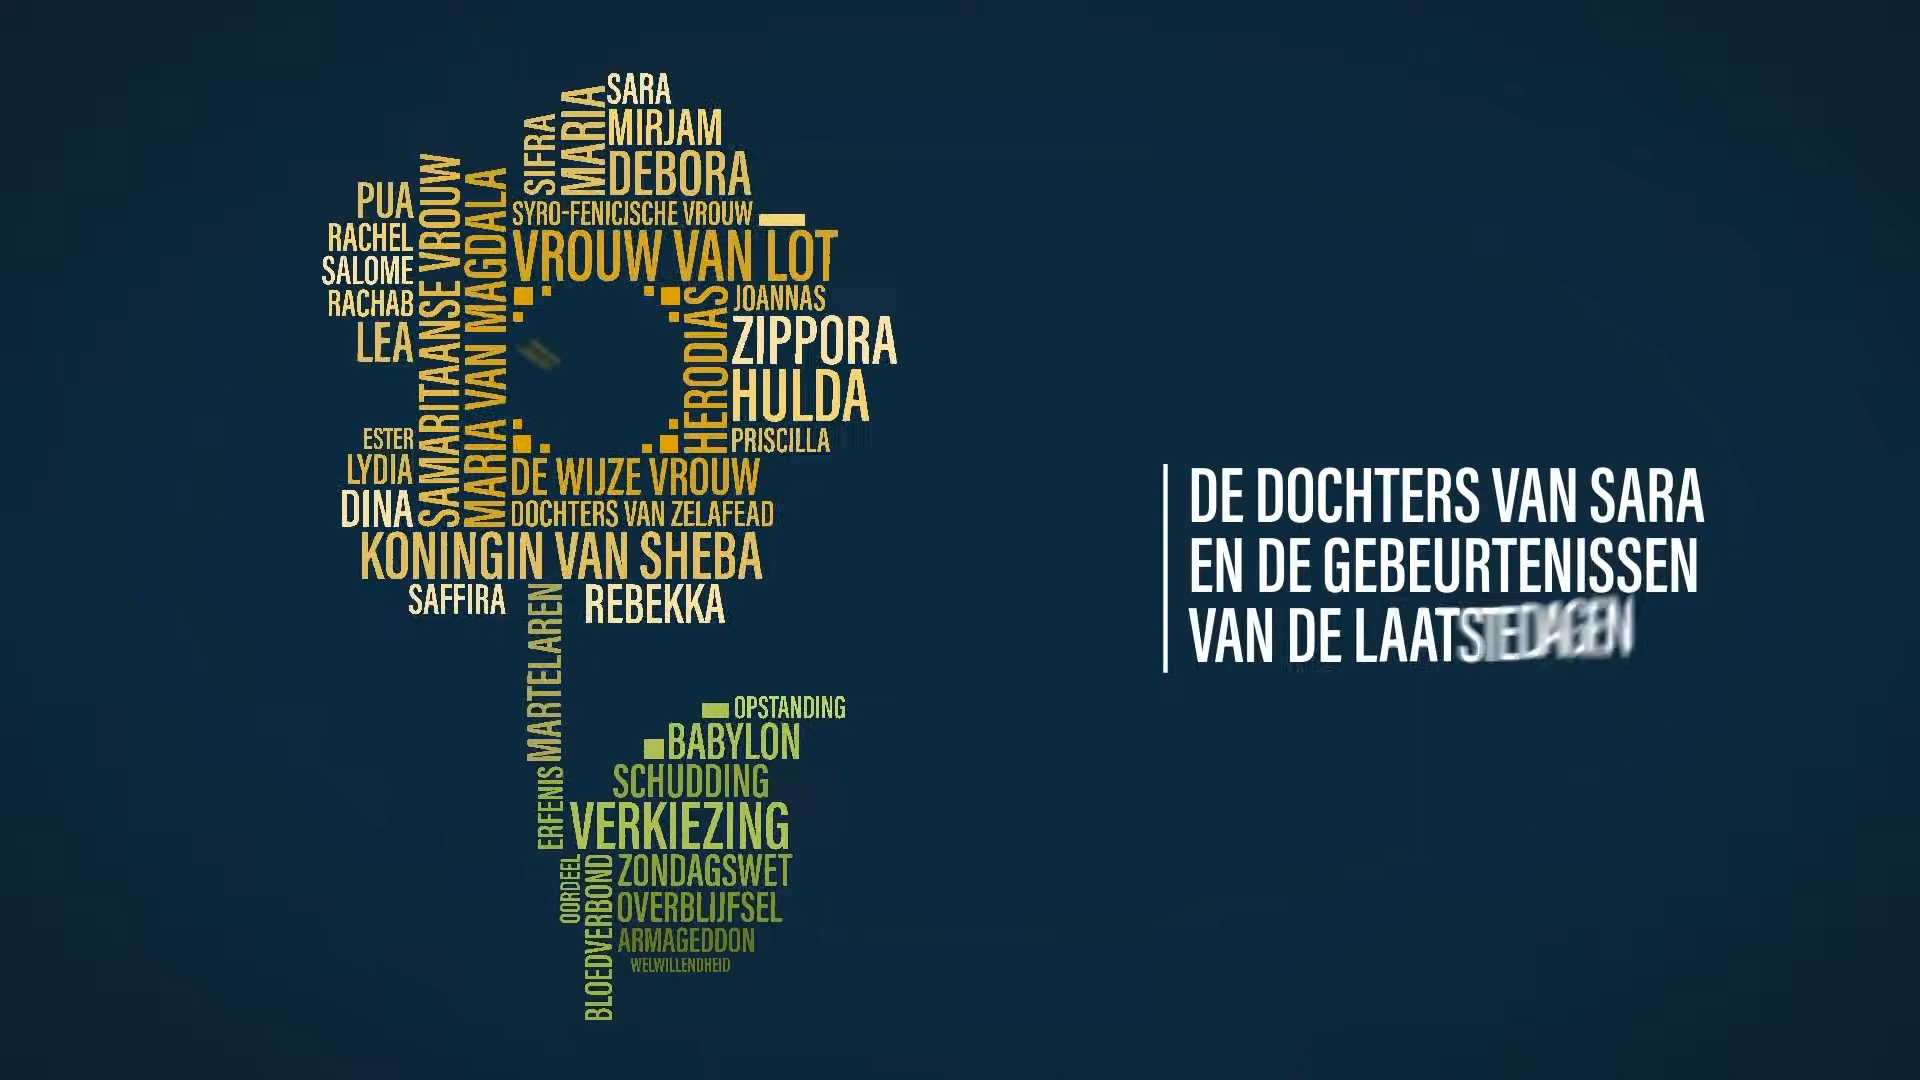 SARA
MARIA
MIRJAM
SIFRA
DEBORA
SYRO-FENICISCHE VROUW
VROUW VAN LOT
PUA
RACHEL
SALOME
RACHAB
LEA
SAMARITAANSE VROUW
MARIA VAN MAGDALA
HERODIAS
JOANNAS
ZIPPORA
HULDA
PRISCILLA
ESTER
LYDIA
DINA
DE WIJZE VROUW
DOCHTERS VAN ZELAFEAD
KONINGIN VAN SHEBA
SAFFIRA
REBEKKA
MARTELAREN
ERFENIS
OPSTANDING
BABYLON
SCHUDDING
VERKIEZING
OORDEEL
BLOEDVERBOND
ZONDAGSWET
OVERBLIJFSEL
ARMAGEDDON
WELWILLENDHEID
DE DOCHTERS VAN SARA
EN DE GEBEURTENISSEN
VAN DE LAATSTE DAGEN